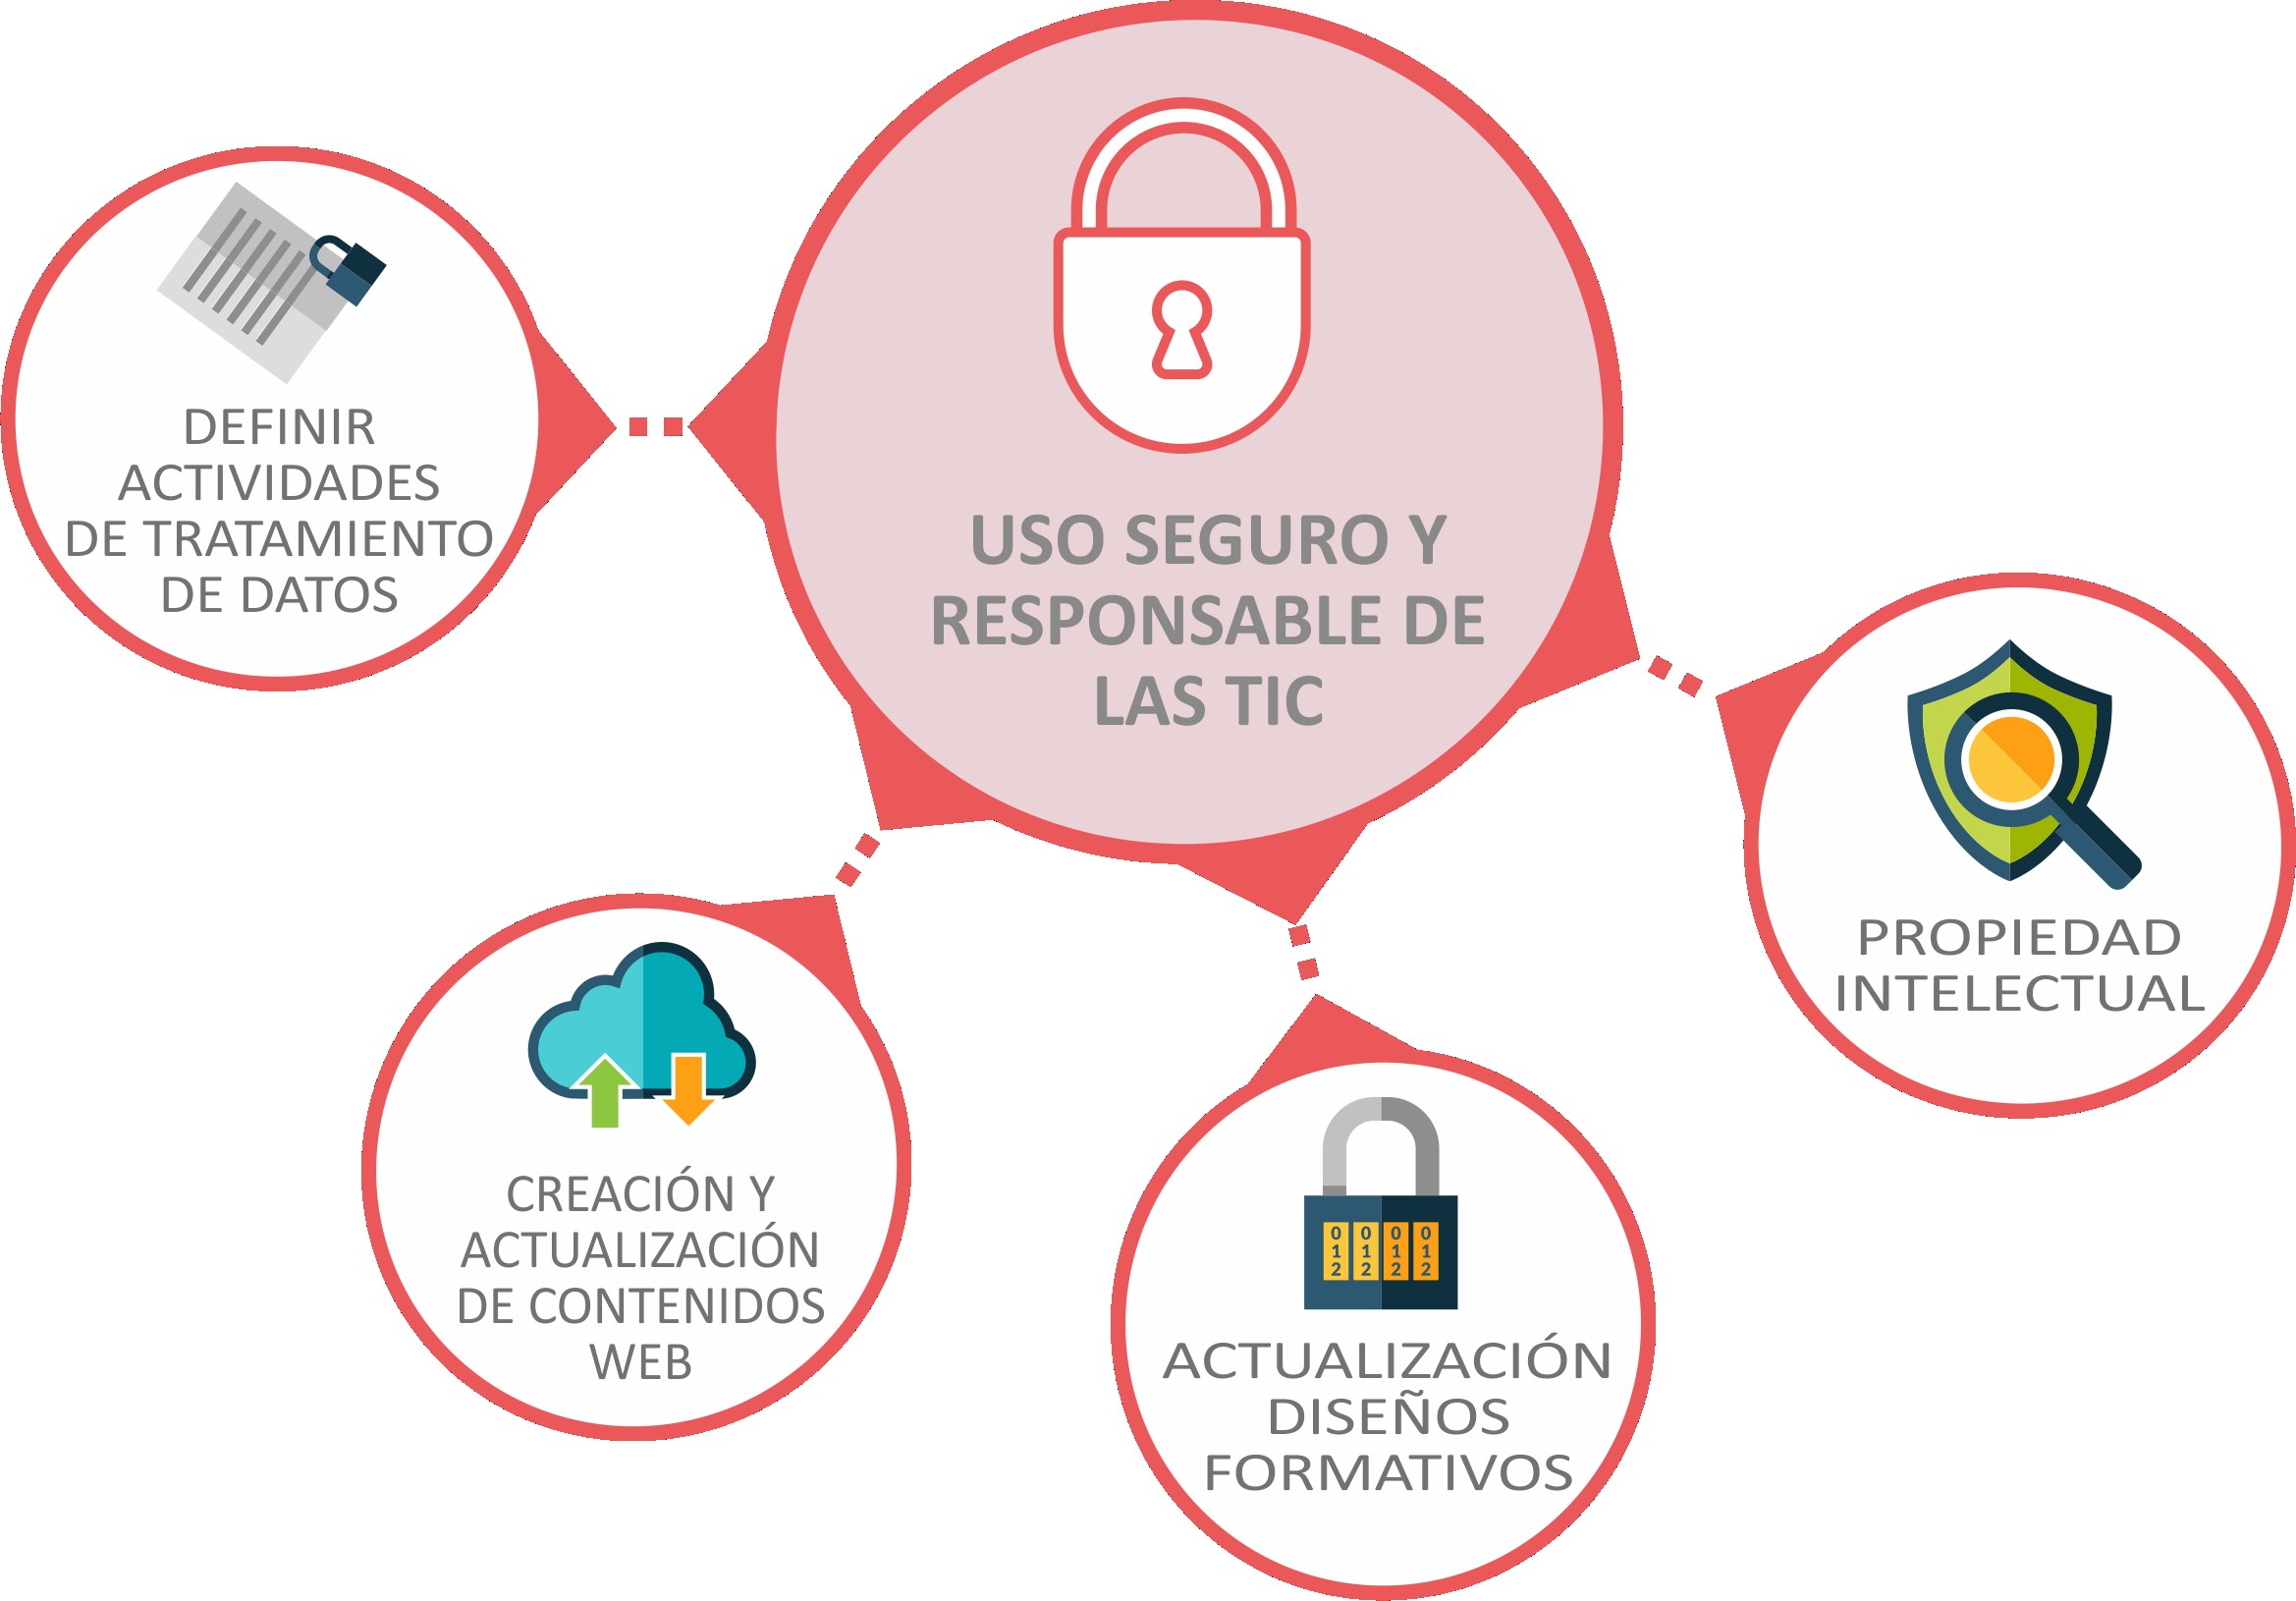 USO SEGURO Y
RESPONSABLE DE
LAS TIC
DEFINIR
ACTIVIDADES
DE TRATAMIENTO
DE DATOS
CREACIÓN Y
ACTUALIZACIÓN
DE CONTENIDOS
WEB
0 0 0 0
1 1 1 1
2 2 2 2
ACTUALIZACIÓN
DISEÑOS
FORMATIVOS
PROPIEDAD
INTELECTUAL